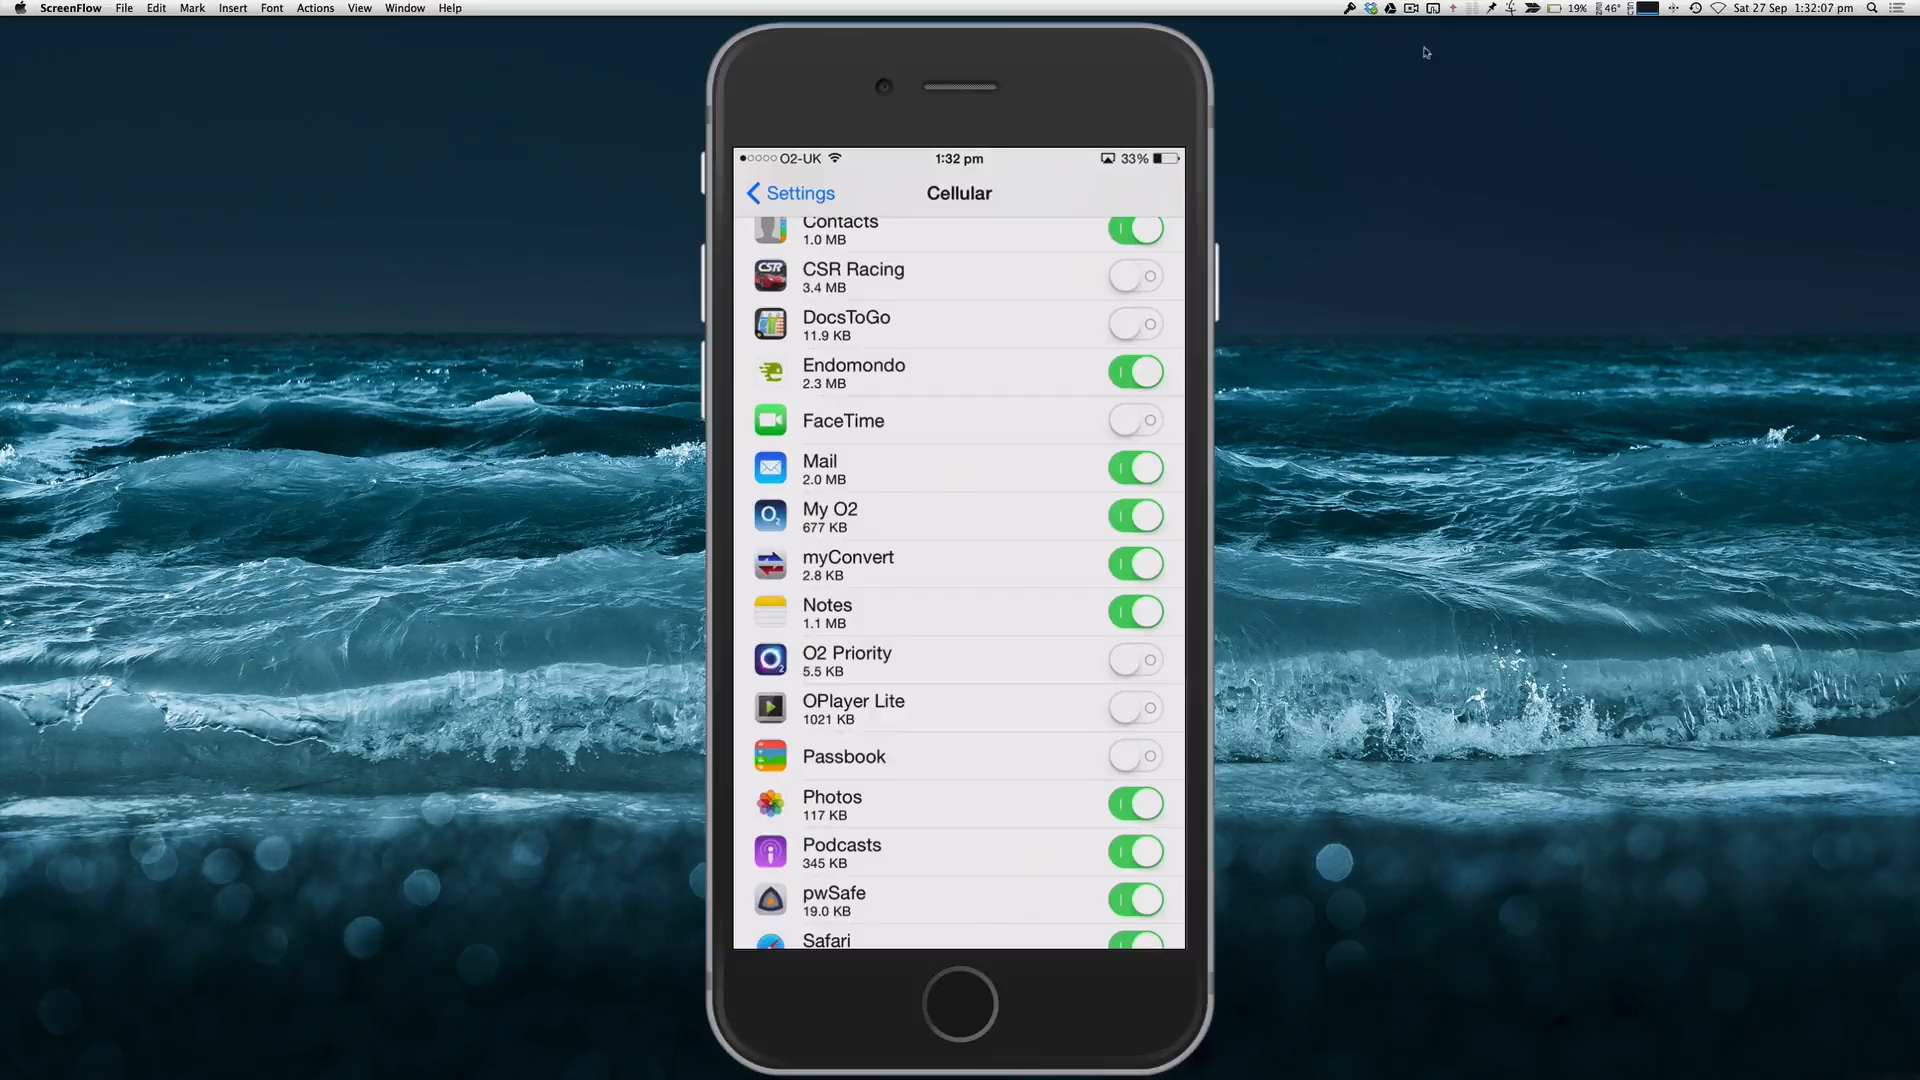 ScreenFlow File Edit Mark Insert Font Actions View Window Help
19% 46° Sat 27 Sep 1:32:07 pm
O2-UK 1:32 pm 33%
Settings Cellular
Contacts
1.0 MB
CSR
CSR Racing
3.4 MB
DocsToGo
11.9 KB
Endomondo
2.3 MB
FaceTime
Mail
2.0 MB
O2
My O2
677 KB
myConvert
2.8 KB
Notes
1.1 MB
O2 Priority
5.5 KB
OPlayer Lite
1021 KB
Passbook
Photos
117 KB
Podcasts
345 KB
pwSafe
19.0 KB
Safari